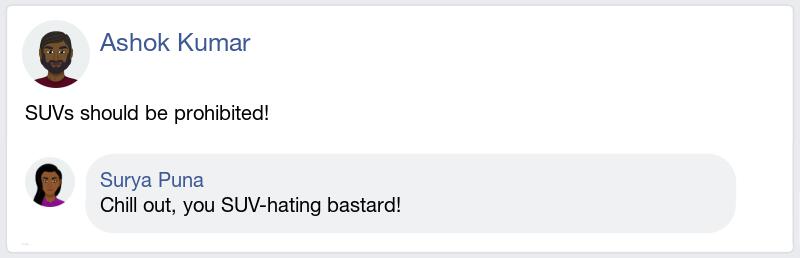 Ashok Kumar
SUVs should be prohibited!
Surya Puna
Chill out, you SUV-hating bastard!